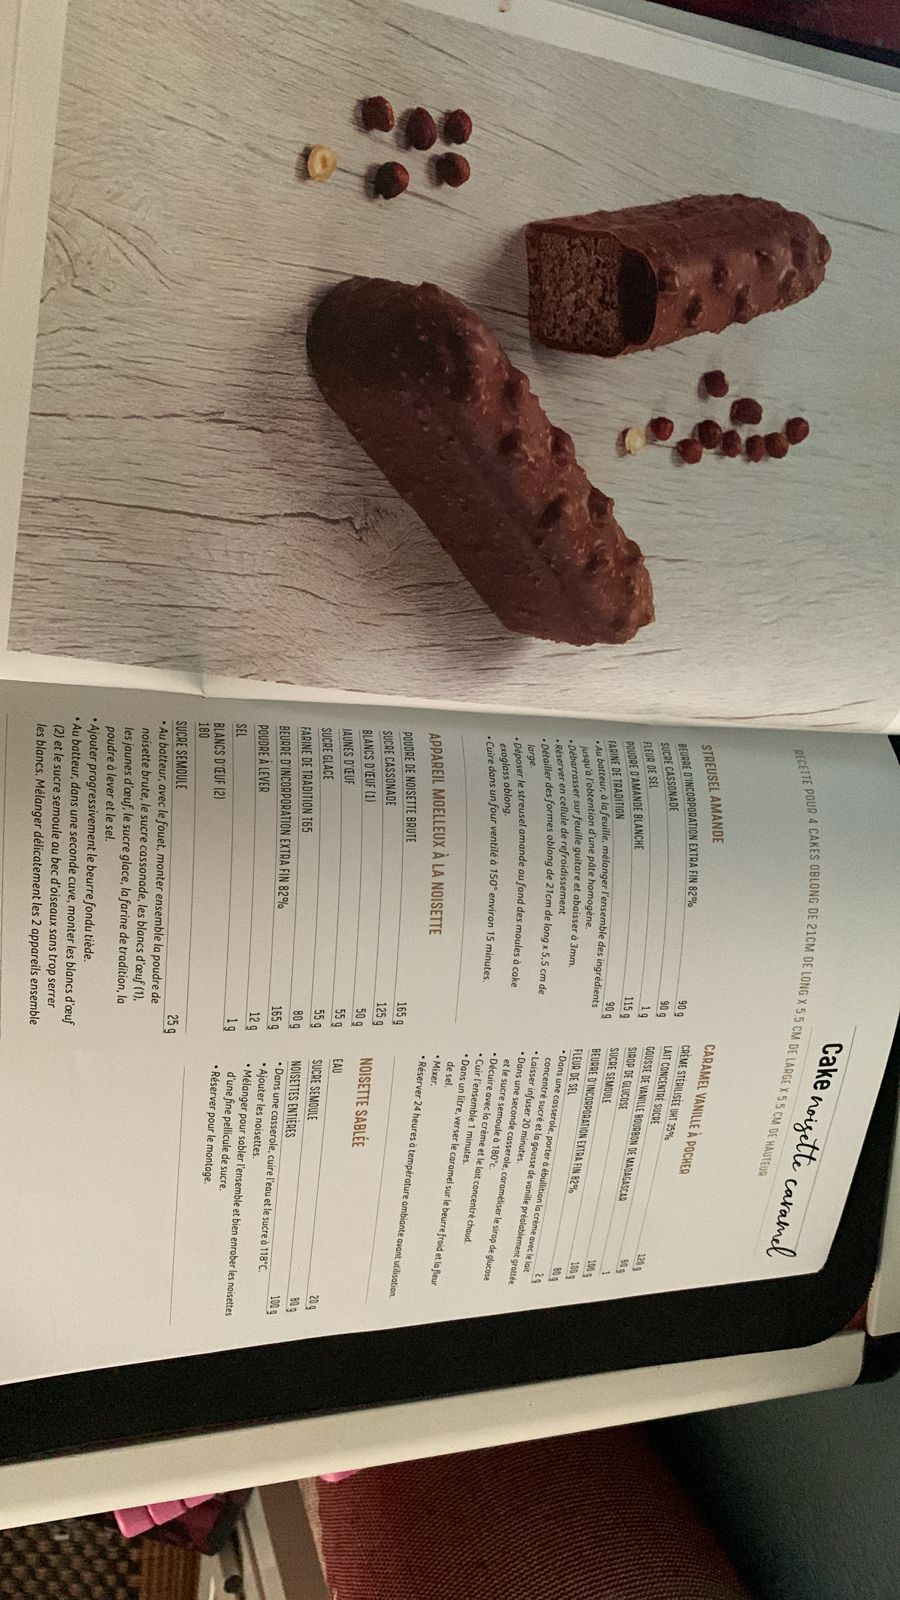 Cake noisette caramel
RECETTE POUR 4 CAKES OBLONG DE 21CM DE LONG X 5.5 CM DE LARGE X 5.5 CM DE HAUTEUR
STREUSEL AMANDE
BEURRE D'INCORPORATION EXTRA FIN 82% 90 g
SUCRE CASSONADE 90 g
FLEUR DE SEL 1 g
POUDRE D'AMANDE BLANCHE 115 g
FARINE DE TRADITION 90 g
• Au batteur, à la feuille, mélanger l'ensemble des ingrédients
jusqu'à l'obtention d'une pâte homogène.
• Débarrasser sur feuille guitare et abaisser à 3mm.
• Réserver en cellule de refroidissement
• Détailler des formes oblong de 21cm de long x 5,5 cm de
large.
• Déposer le streusel amande au fond des moules à cake
exoglass oblong.
• Cuire dans un four ventilé à 150° environ 15 minutes.
APPAREIL MOELLEUX À LA NOISETTE
POUDRE DE NOISETTE BRUTE 165 g
SUCRE CASSONADE 125 g
BLANCS D'ŒUF (1) 50 g
JAUNES D'ŒUF 55 g
SUCRE GLACE 55 g
FARINE DE TRADITION T65 80 g
BEURRE D'INCORPORATION EXTRA FIN 82% 165 g
POUDRE À LEVER 12 g
SEL 1 g
BLANCS D'ŒUF (2)
180
SUCRE SEMOULE 25 g
• Au batteur, avec le fouet, monter ensemble la poudre de
noisette brute, le sucre cassonade, les blancs d'œuf (1),
les jaunes d'œuf, le sucre glace, la farine de tradition, la
poudre à lever et le sel.
• Ajouter progressivement le beurre fondu tiède.
• Au batteur, dans une seconde cuve, monter les blancs d'œuf
(2) et le sucre semoule au bec d'oiseaux sans trop serrer
les blancs. Mélanger délicatement les 2 appareils ensemble
CARAMEL VANILLE À POCHER
CRÈME STÉRILISÉE UHT 35% 120 g
LAIT CONCENTRÉ SUCRÉ 60 g
GOUSSE DE VANILLE BOURBON DE MADAGASCAR 1
SIROP DE GLUCOSE 100 g
SUCRE SEMOULE 100 g
BEURRE D'INCORPORATION EXTRA FIN 82% 80 g
FLEUR DE SEL 2 g
• Dans une casserole, porter à ébullition la crème avec le lait
concentré sucré et la gousse de vanille préalablement grattée.
• Laisser infuser 20 minutes.
• Dans une seconde casserole, caraméliser le sirop de glucose
et le sucre semoule à 180°c.
• Décuire avec la crème et le lait concentré chaud.
• Cuir l'ensemble 1 minutes.
• Dans un litre, verser le caramel sur le beurre froid et la fleur
de sel.
• Mixer.
• Réserver 24 heures à température ambiante avant utilisation.
NOISETTE SABLÉE
EAU 20 g
SUCRE SEMOULE 80 g
NOISETTES ENTIÈRES 100 g
• Dans une casserole, cuire l'eau et le sucre à 118°C.
• Ajouter les noisettes.
• Mélanger pour sabler l'ensemble et bien enrober les noisettes
d'une fine pellicule de sucre.
• Réserver pour le montage.